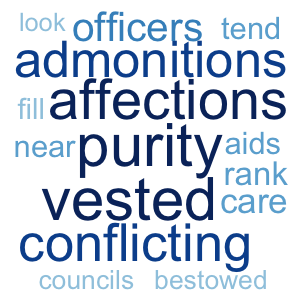 look officers tend
admonitions
fill affections
near purity aids
rank
vested care
conflicting
councils bestowed